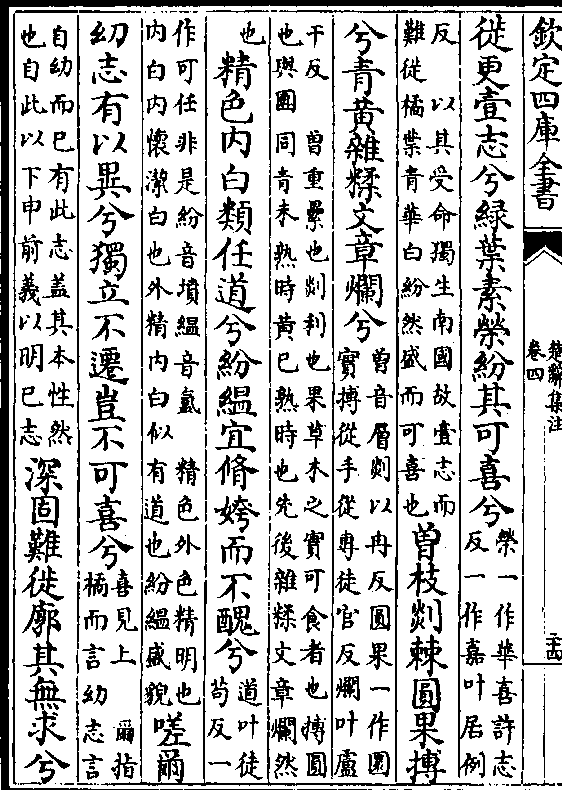 欽定四庫全書
楚辭集注
卷四
徙更壹志兮綠葉素榮紛其可喜兮
榮一作華喜許志
反一作嘉叶居例
反 以其受命獨生南國故壹志而
難徙橘葉青華白紛然盛而可喜也
曾枝剡棘圓果摶
兮青黃雜糅文章爛兮
曾音層剡以冉反圓果一作圜
實摶從手從專徒官反爛叶盧
干反 曾重累也剡利也果草木之實可食者也摶圓
也與團同青未熟時黃已熟時也先後雜糅文章爛然
也
精色内白類任道兮紛緼宜脩姱而不醜兮
道叶徒
苟反一
作可任非是紛音墳緼音氳 精色外色精明也
内白内懷潔白也外精内白似有道也紛緼盛貌
嗟爾
幼志有以異兮獨立不遷豈不可喜兮
喜見上 爾指
橘而言幼志言
自幼而已有此志盖其本性然
也自此以下申前義以明已志
深固難徙廓其無求兮